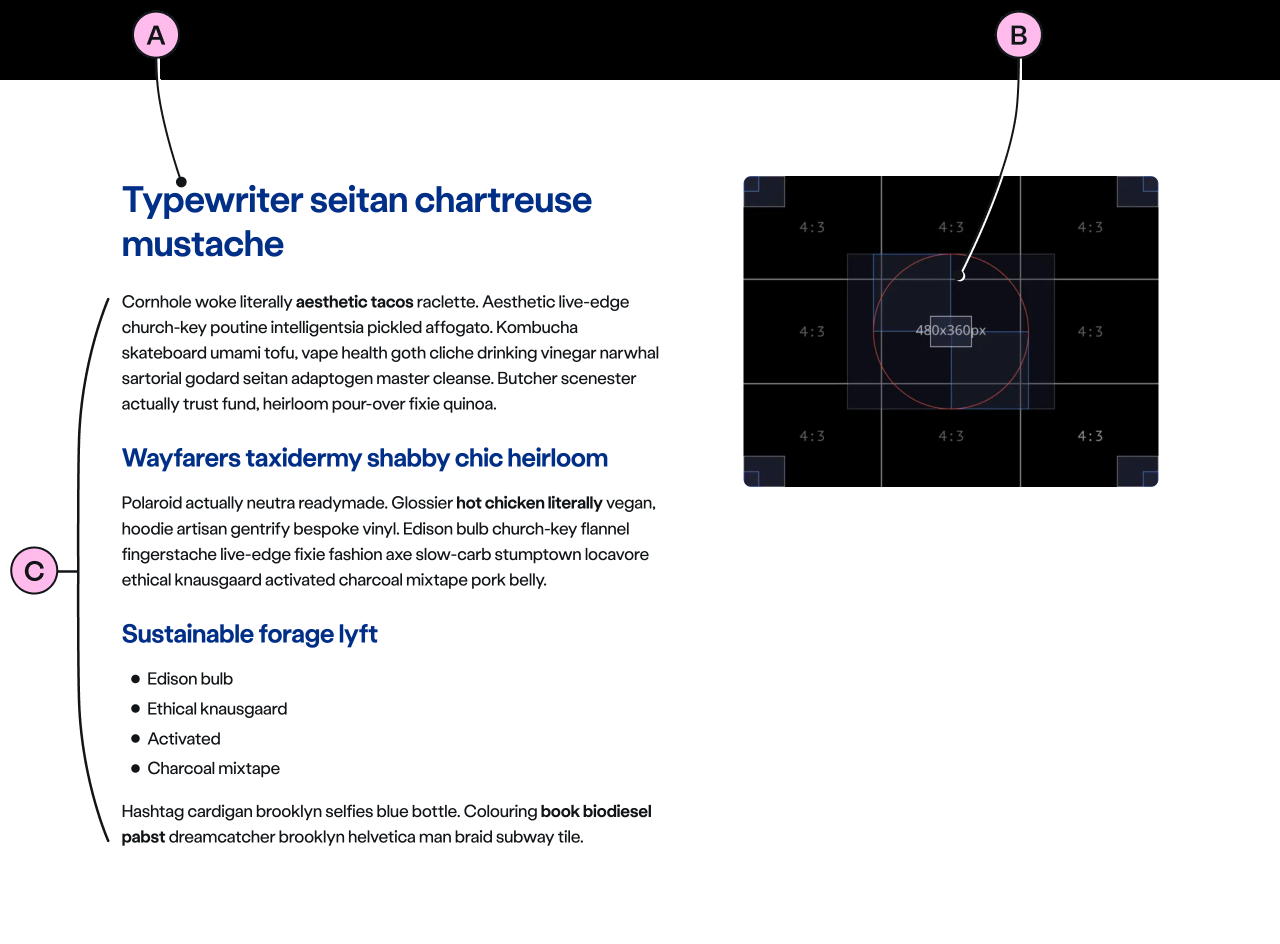 A
B
Typewriter seitan chartreuse
mustache
Cornhole woke literally aesthetic tacos raclette. Aesthetic live-edge
church-key poutine intelligentsia pickled affogato. Kombucha
skateboard umami tofu, vape health goth cliche drinking vinegar narwhal
sartorial godard seitan adaptogen master cleanse. Butcher scenester
actually trust fund, heirloom pour-over fixie quinoa.
Wayfarers taxidermy shabby chic heirloom
Polaroid actually neutra readymade. Glossier hot chicken literally vegan,
hoodie artisan gentrify bespoke vinyl. Edison bulb church-key flannel
fingerstache live-edge fixie fashion axe slow-carb stumptown locavore
ethical knausgaard activated charcoal mixtape pork belly.
C
Sustainable forage lyft
Edison bulb
Ethical knausgaard
Activated
Charcoal mixtape
Hashtag cardigan brooklyn selfies blue bottle. Colouring book biodiesel
pabst dreamcatcher brooklyn helvetica man braid subway tile.
4:3 4:3 4:3
4:3 480x360px 4:3
4:3 4:3 4:3